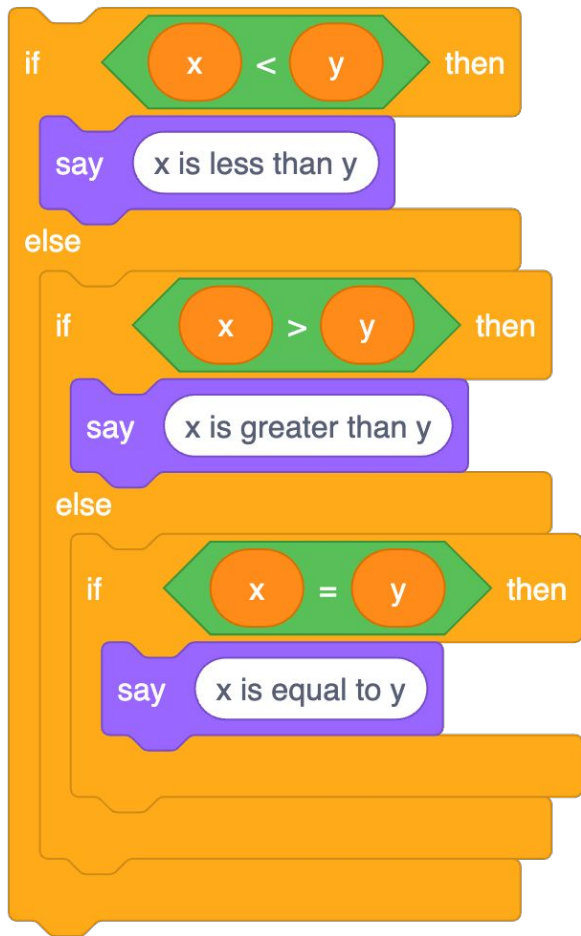 if x < y then
say x is less than y
else
if x > y then
say x is greater than y
else
if x = y then
say x is equal to y